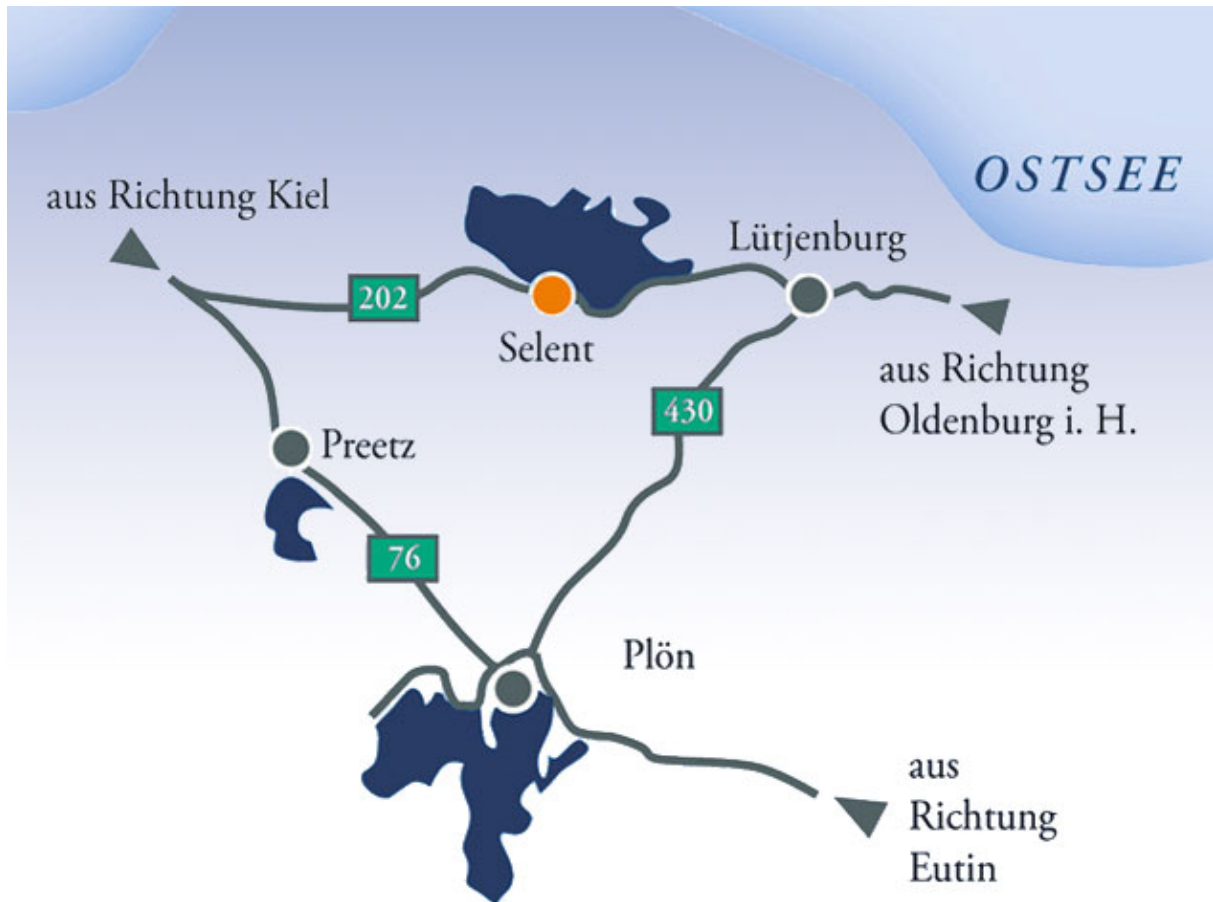 OSTSEE
aus Richtung Kiel
Lütjenburg
202
Selent
aus Richtung
Oldenburg i. H.
430
Preetz
76
Plön
aus
Richtung
Eutin